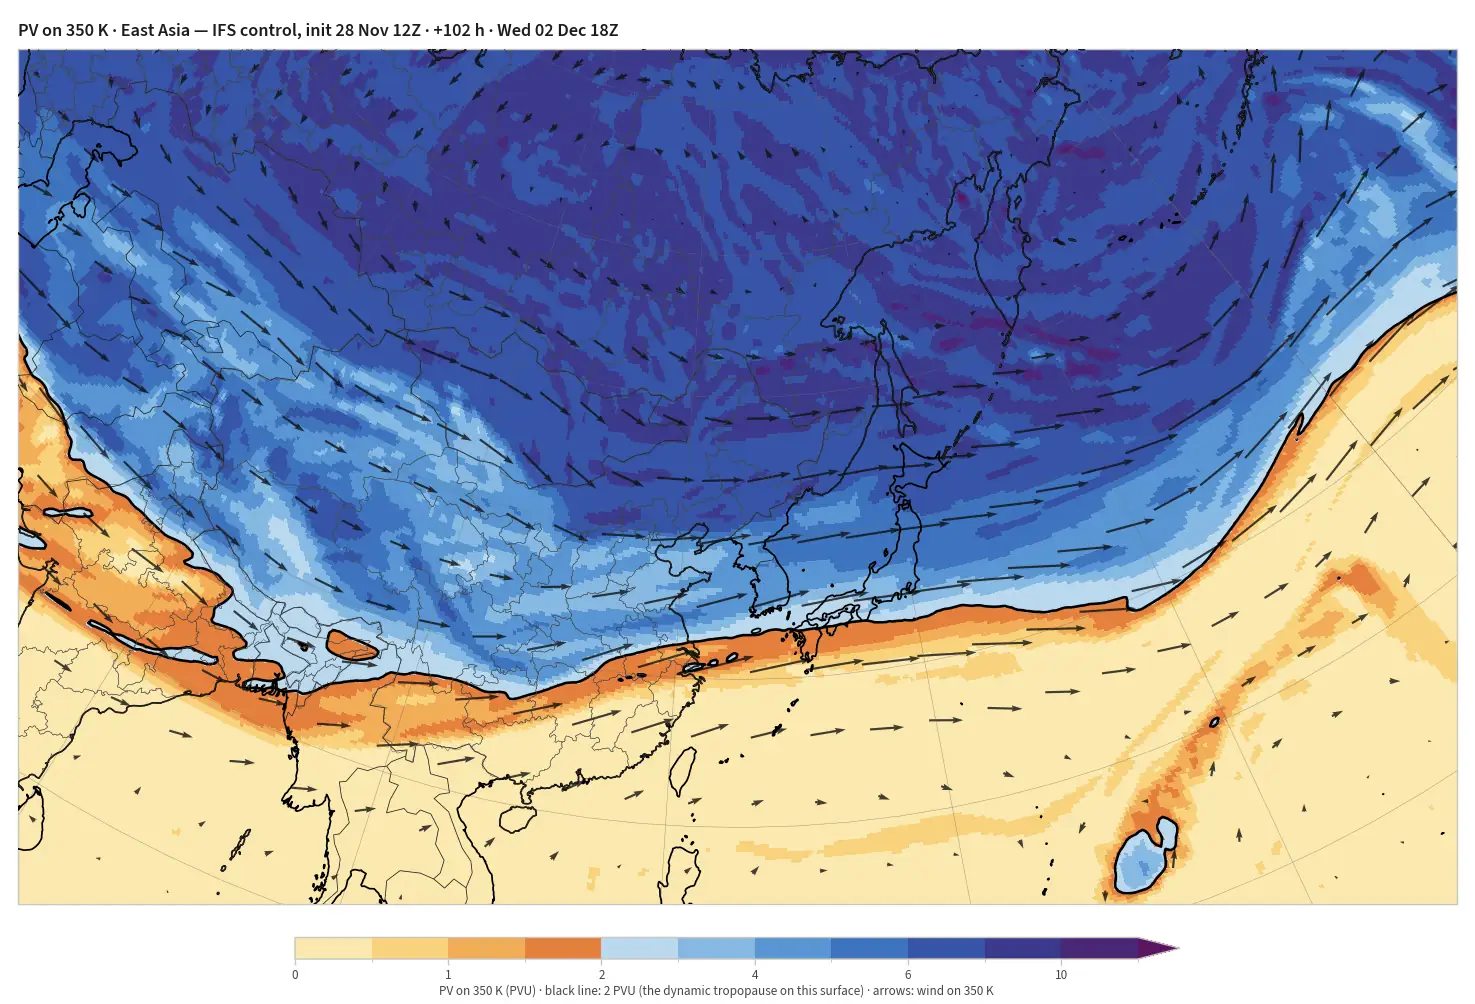 PV on 350 K · East Asia — IFS control, init 28 Nov 12Z · +102 h · Wed 02 Dec 18Z
0 1 2 4 6 10
PV on 350 K (PVU) · black line: 2 PVU (the dynamic tropopause on this surface) · arrows: wind on 350 K